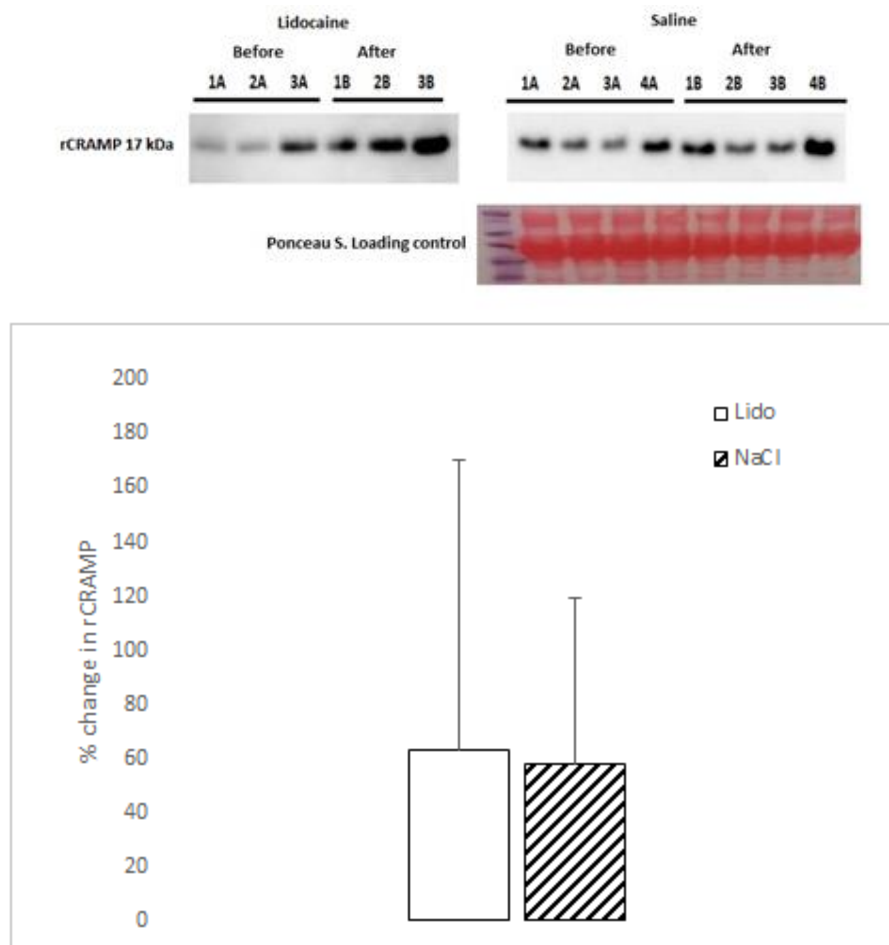 Lidocaine
Before After
1A 2A 3A 1B 2B 3B
Saline
Before After
1A 2A 3A 4A 1B 2B 3B 4B
rCRAMP 17 kDa
Ponceau S. Loading control
200
180
160
140
120
100
80
60
40
20
0
% change in rCRAMP
Lido
NaCl